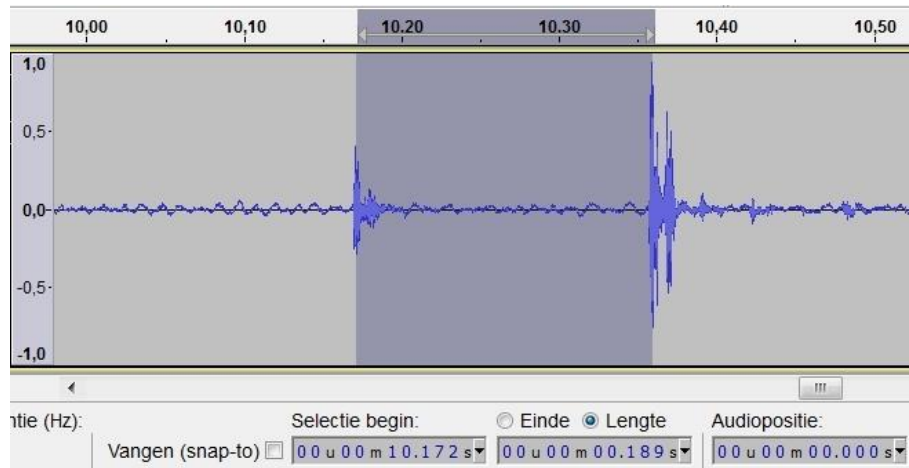 10,00 10,10 10,20 10,30 10,40 10,50
1,0
0,5-
0,0-
-0,5-
-1,0
ntie (Hz): Selectie begin: Einde Lengte Audiopositie:
Vangen (snap-to) 00 u 00 m 10.172 s 00 u 00 m 00.189 s 00 u 00 m 00.000 s